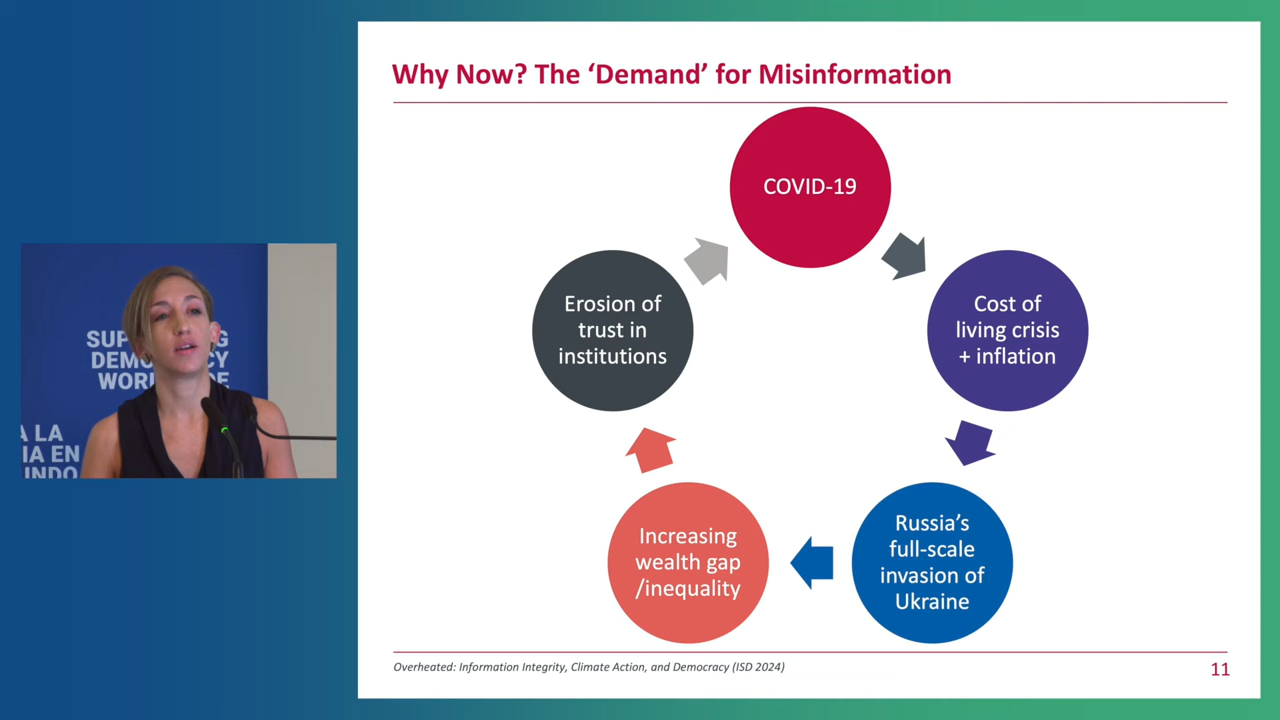 Why Now? The ‘Demand’ for Misinformation
COVID-19
Cost of
living crisis
+ inflation
Russia’s
full-scale
invasion of
Ukraine
Increasing
wealth gap
/inequality
Erosion of
trust in
institutions
Overheated: Information Integrity, Climate Action, and Democracy (ISD 2024)
11
A LA
EN